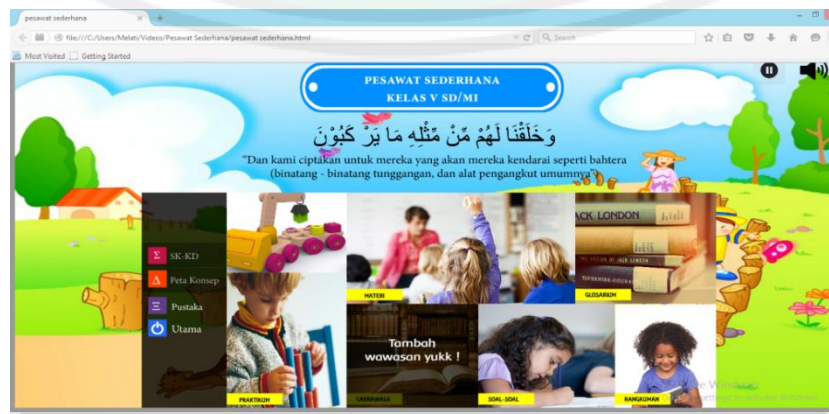 pesawat sederhana
file:///C:/Users/Melati/Videos/Pesawat Sederhana/pesawat sederhana.html
Search
Most Visited
Getting Started
PESAWAT SEDERHANA
KELAS V SD/MI
وَخَلَقْنَا لَهُمْ مِّنْ مِّثْلِهِ مَا يَرْ كَبُوْنَ
"Dan kami ciptakan untuk mereka yang akan mereka kendarai seperti bahtera
(binatang - binatang tunggangan, dan alat pengangkut umumnya")
SK-KD
Peta Konsep
Pustaka
Utama
MATERI
ACK LONDON
GLOSARIUM
PRAKTIKUM
Tambah
wawasan yukk !
CAKRAWALA
SOAL-SOAL
RANGKUMAN